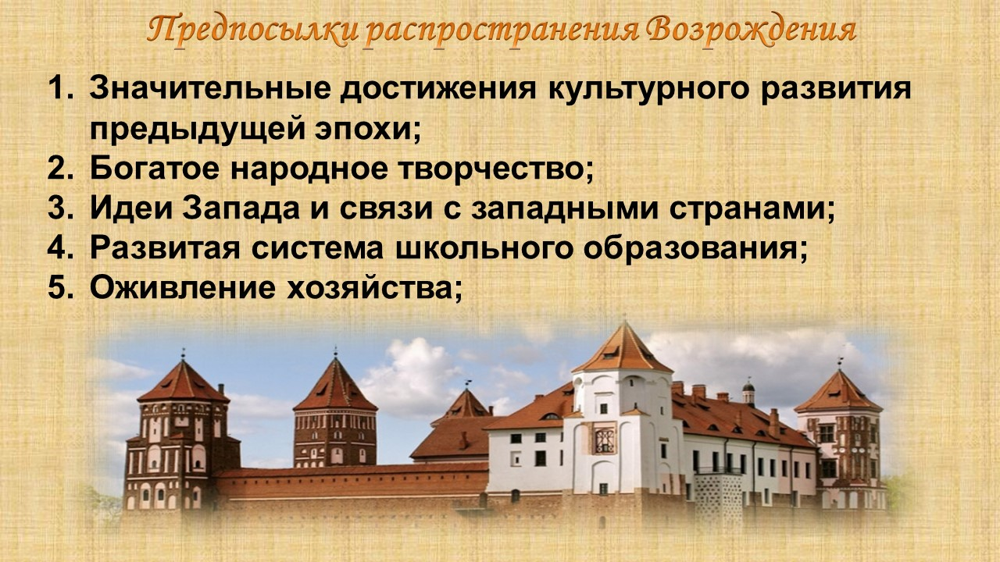 Предпосылки распространения Возрождения
1. Значительные достижения культурного развития
предыдущей эпохи;
2. Богатое народное творчество;
3. Идеи Запада и связи с западными странами;
4. Развитая система школьного образования;
5. Оживление хозяйства;